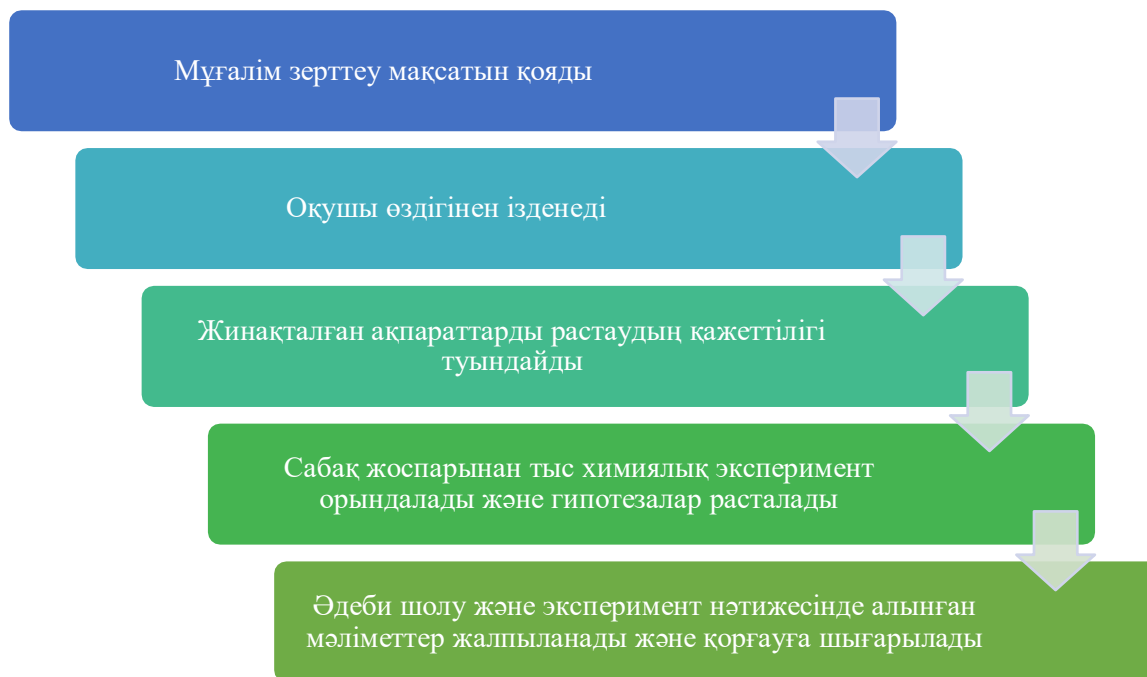 Мұғалім зерттеу мақсатын қояды
Оқушы өздігінен ізденеді
Жинақталған ақпараттарды растаудың қажеттілігі
туындайды
Сабақ жоспарынан тыс химиялық эксперимент
орындалады және гипотезалар расталады
Әдеби шолу және эксперимент нәтижесінде алынған
мәліметтер жалпыланады және қорғауға шығарылады